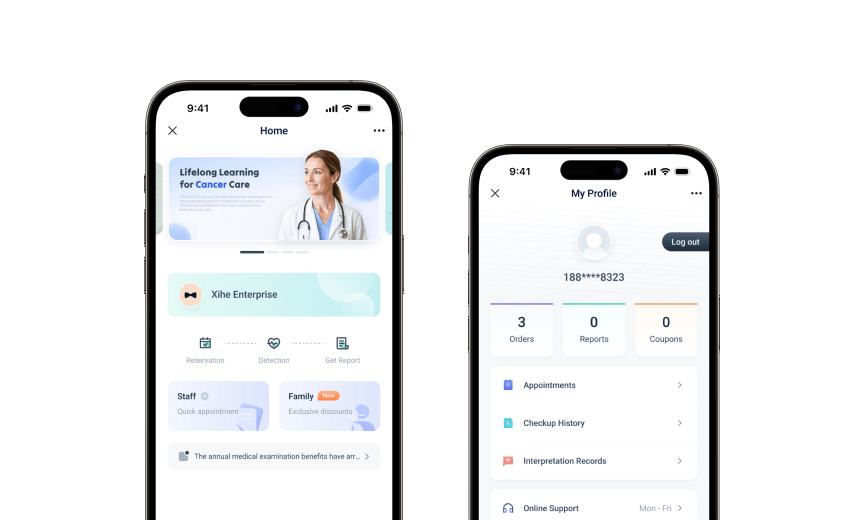 9:41
Home
Lifelong Learning
for Cancer Care
Xihe Enterprise
Reservation
Detection
Get Report
Staff
Quick appointment
Family
New
Exclusive discounts
The annual medical examination benefits have arr...
9:41
My Profile
Log out
188****8323
3
Orders
0
Reports
0
Coupons
Appointments
Checkup History
Interpretation Records
Online Support
Mon - Fri